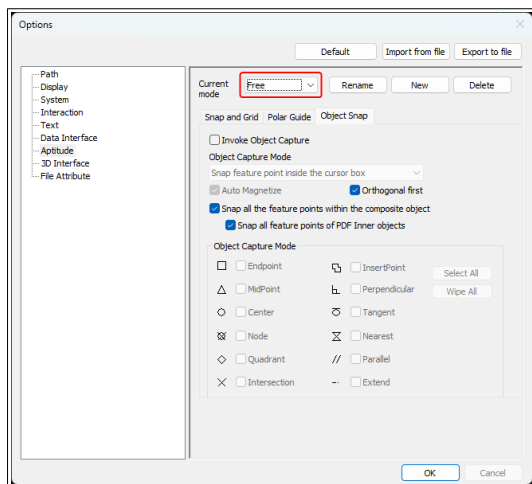 Options
Default Import from file Export to file
Path
Display
System
Interaction
Text
Data Interface
Aptitude
3D Interface
File Attribute
Current mode Free Rename New Delete
Snap and Grid Polar Guide Object Snap
Invoke Object Capture
Object Capture Mode
Snap feature point inside the cursor box
Auto Magnetize Orthogonal first
Snap all the feature points within the composite object
Snap all feature points of PDF Inner objects
Object Capture Mode
Endpoint InsertPoint Select All
MidPoint Perpendicular Wipe All
Center Tangent
Node Nearest
Quadrant Parallel
Intersection Extend
OK Cancel